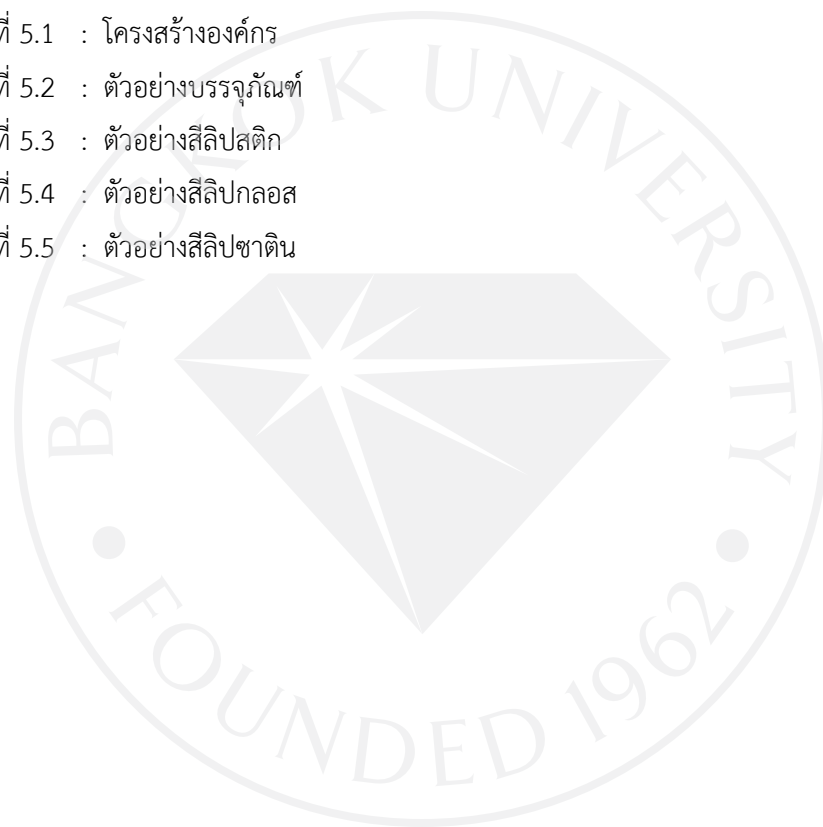 ที่ 5.1 : โครงสร้างองค์กร
ที่ 5.2 : ตัวอย่างบรรจุภัณฑ์
ที่ 5.3 : ตัวอย่างสีลิปสติก
ที่ 5.4 : ตัวอย่างสีลิปกลอส
ที่ 5.5 : ตัวอย่างสีลิปซาติน
BANGKOK UNIVERSITY
FOUNDED 1962